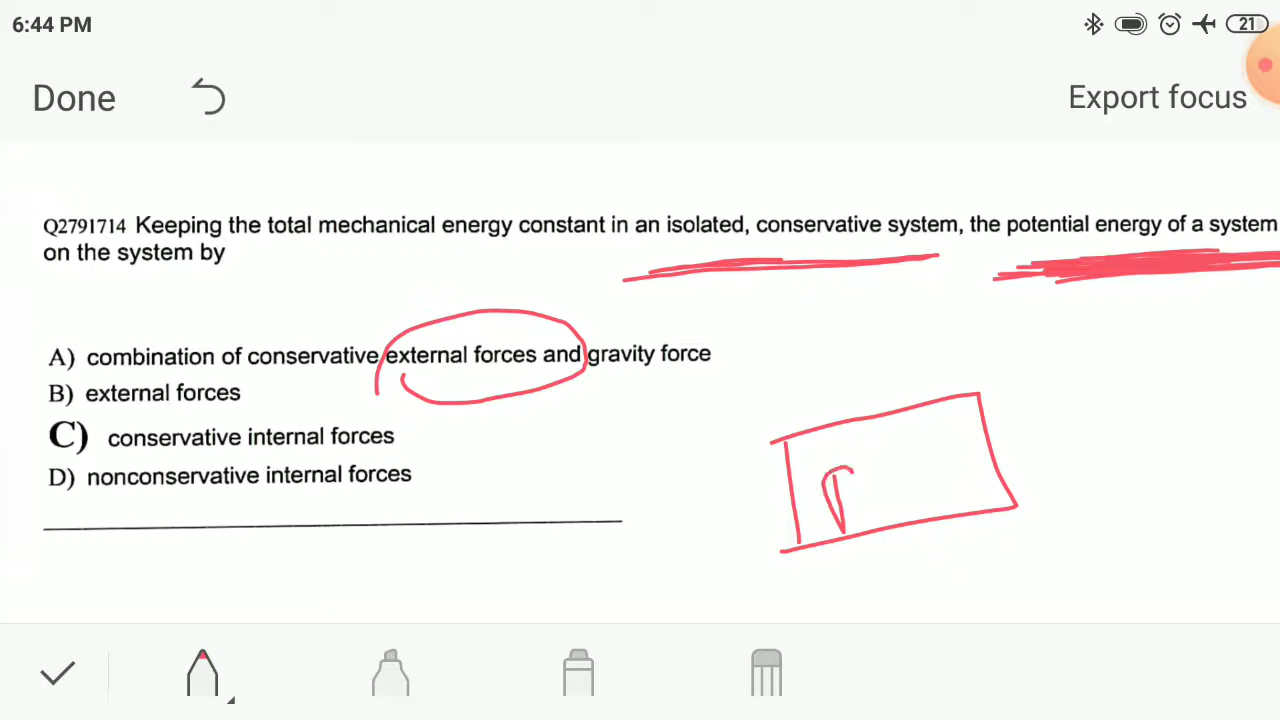 6:44 PM
21
Done
Export focus
Q2791714 Keeping the total mechanical energy constant in an isolated, conservative system, the potential energy of a system
on the system by
A) combination of conservative external forces and gravity force
B) external forces
C) conservative internal forces
D) nonconservative internal forces